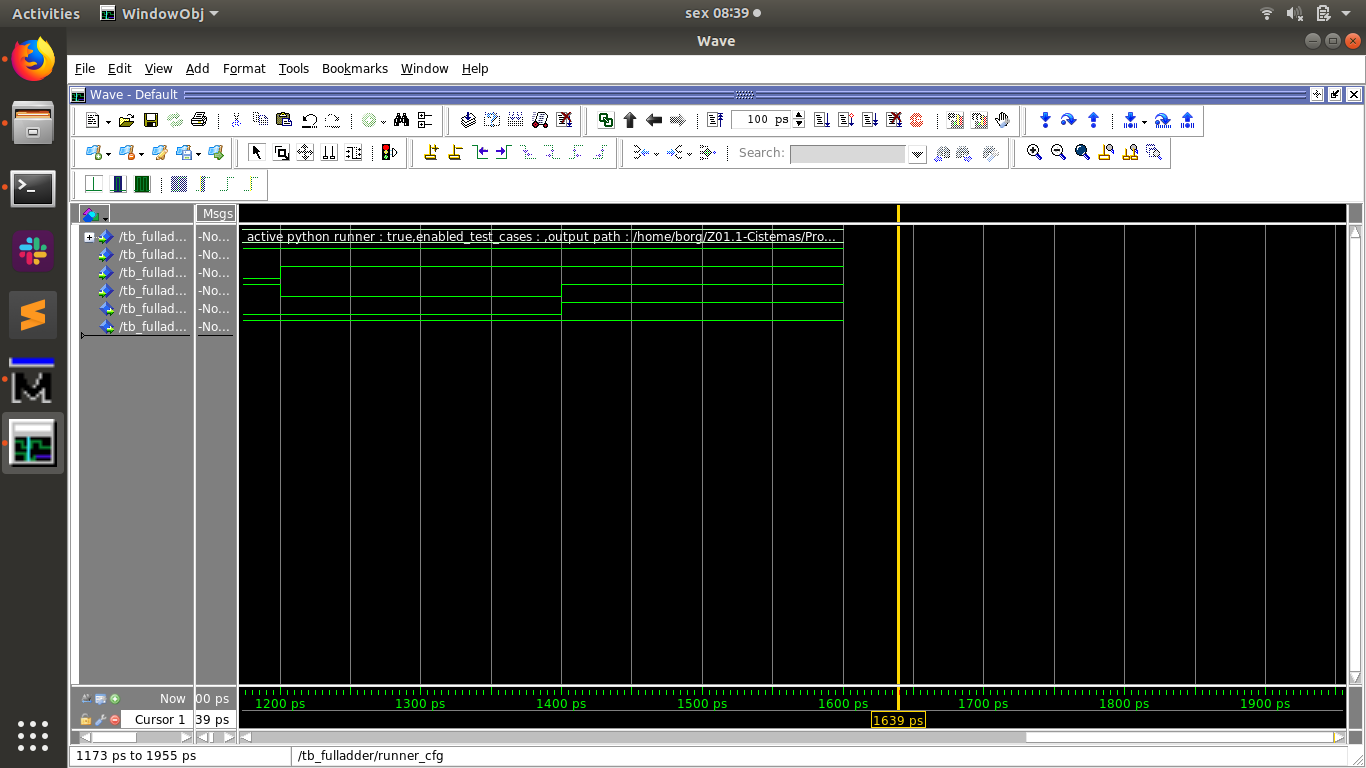 Activities WindowObj sex 08:39
Wave
File Edit View Add Format Tools Bookmarks Window Help
Wave - Default
100 ps
Search:
Msgs
/tb_fullad... -No... active python runner : true,enabled_test_cases : ,output path : /home/borg/Z01.1-Cistemas/Pro...
/tb_fullad... -No...
/tb_fullad... -No...
/tb_fullad... -No...
/tb_fullad... -No...
/tb_fullad... -No...
Now 00 ps 1200 ps 1300 ps 1400 ps 1500 ps 1600 ps 1700 ps 1800 ps 1900 ps
Cursor 1 39 ps 1639 ps
1173 ps to 1955 ps /tb_fulladder/runner_cfg